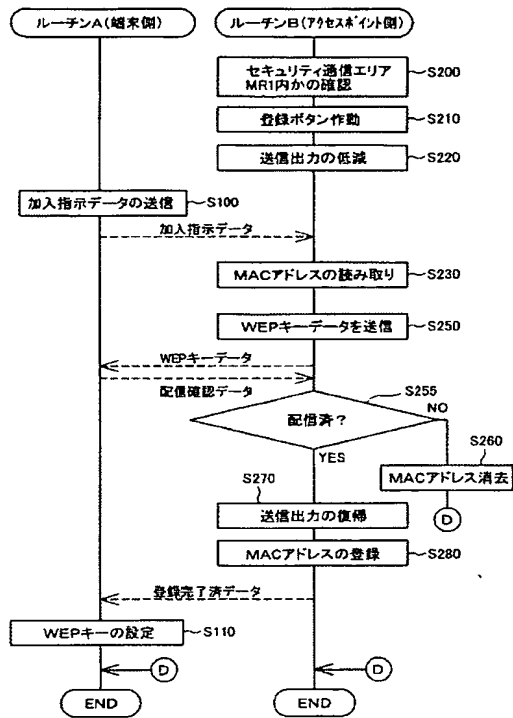 ルーチンA(端末側)
ルーチンB(アクセスポイント側)
セキュリティ通信エリア
MR1内かの確認
S200
登録ボタン作動
S210
送信出力の低減
S220
加入指示データの送信
S100
加入指示データ
MACアドレスの読み取り
S230
WEPキーデータを送信
S250
WEPキーデータ
配信確認データ
S255
配信済?
NO
YES
S260
MACアドレス消去
D
S270
送信出力の復帰
MACアドレスの登録
S280
登録完了済データ
WEPキーの設定
S110
D
D
END
END